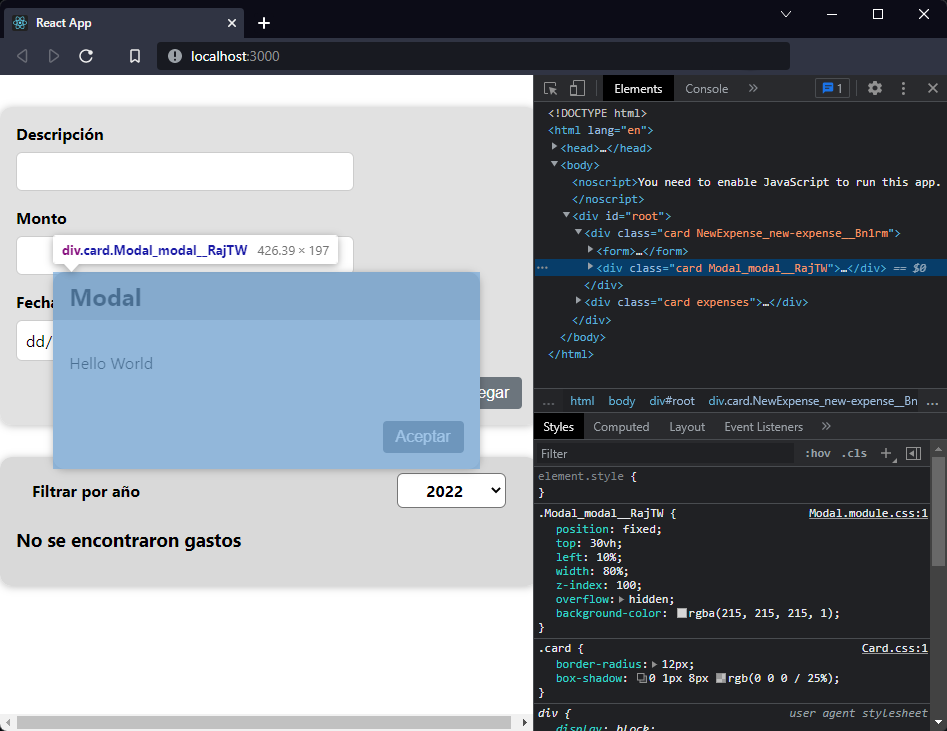 React App
localhost:3000
Descripción
Monto
div.card.Modal_modal__RajTW 426.39 × 197
Modal
Fecha
dd/
Hello World
egar
Aceptar
Filtrar por año
2022
No se encontraron gastos
Elements Console » 1
<!DOCTYPE html>
<html lang="en">
<head>…</head>
<body>
<noscript>You need to enable JavaScript to run this app.
</noscript>
<div id="root">
<div class="card NewExpense_new-expense__Bn1rm">
<form>…</form>
… <div class="card Modal_modal__RajTW">…</div> == $0
</div>
<div class="card expenses">…</div>
</div>
</body>
</html>
… html body div#root div.card.NewExpense_new-expense__Bn …
Styles Computed Layout Event Listeners »
Filter :hov .cls +
element.style {
}
.Modal_modal__RajTW { Modal.module.css:1
position: fixed;
top: 30vh;
left: 10%;
width: 80%;
z-index: 100;
overflow: hidden;
background-color: rgba(215, 215, 215, 1);
}
.card { Card.css:1
border-radius: 12px;
box-shadow: 0 1px 8px rgb(0 0 0 / 25%);
}
div { user agent stylesheet
display: block;